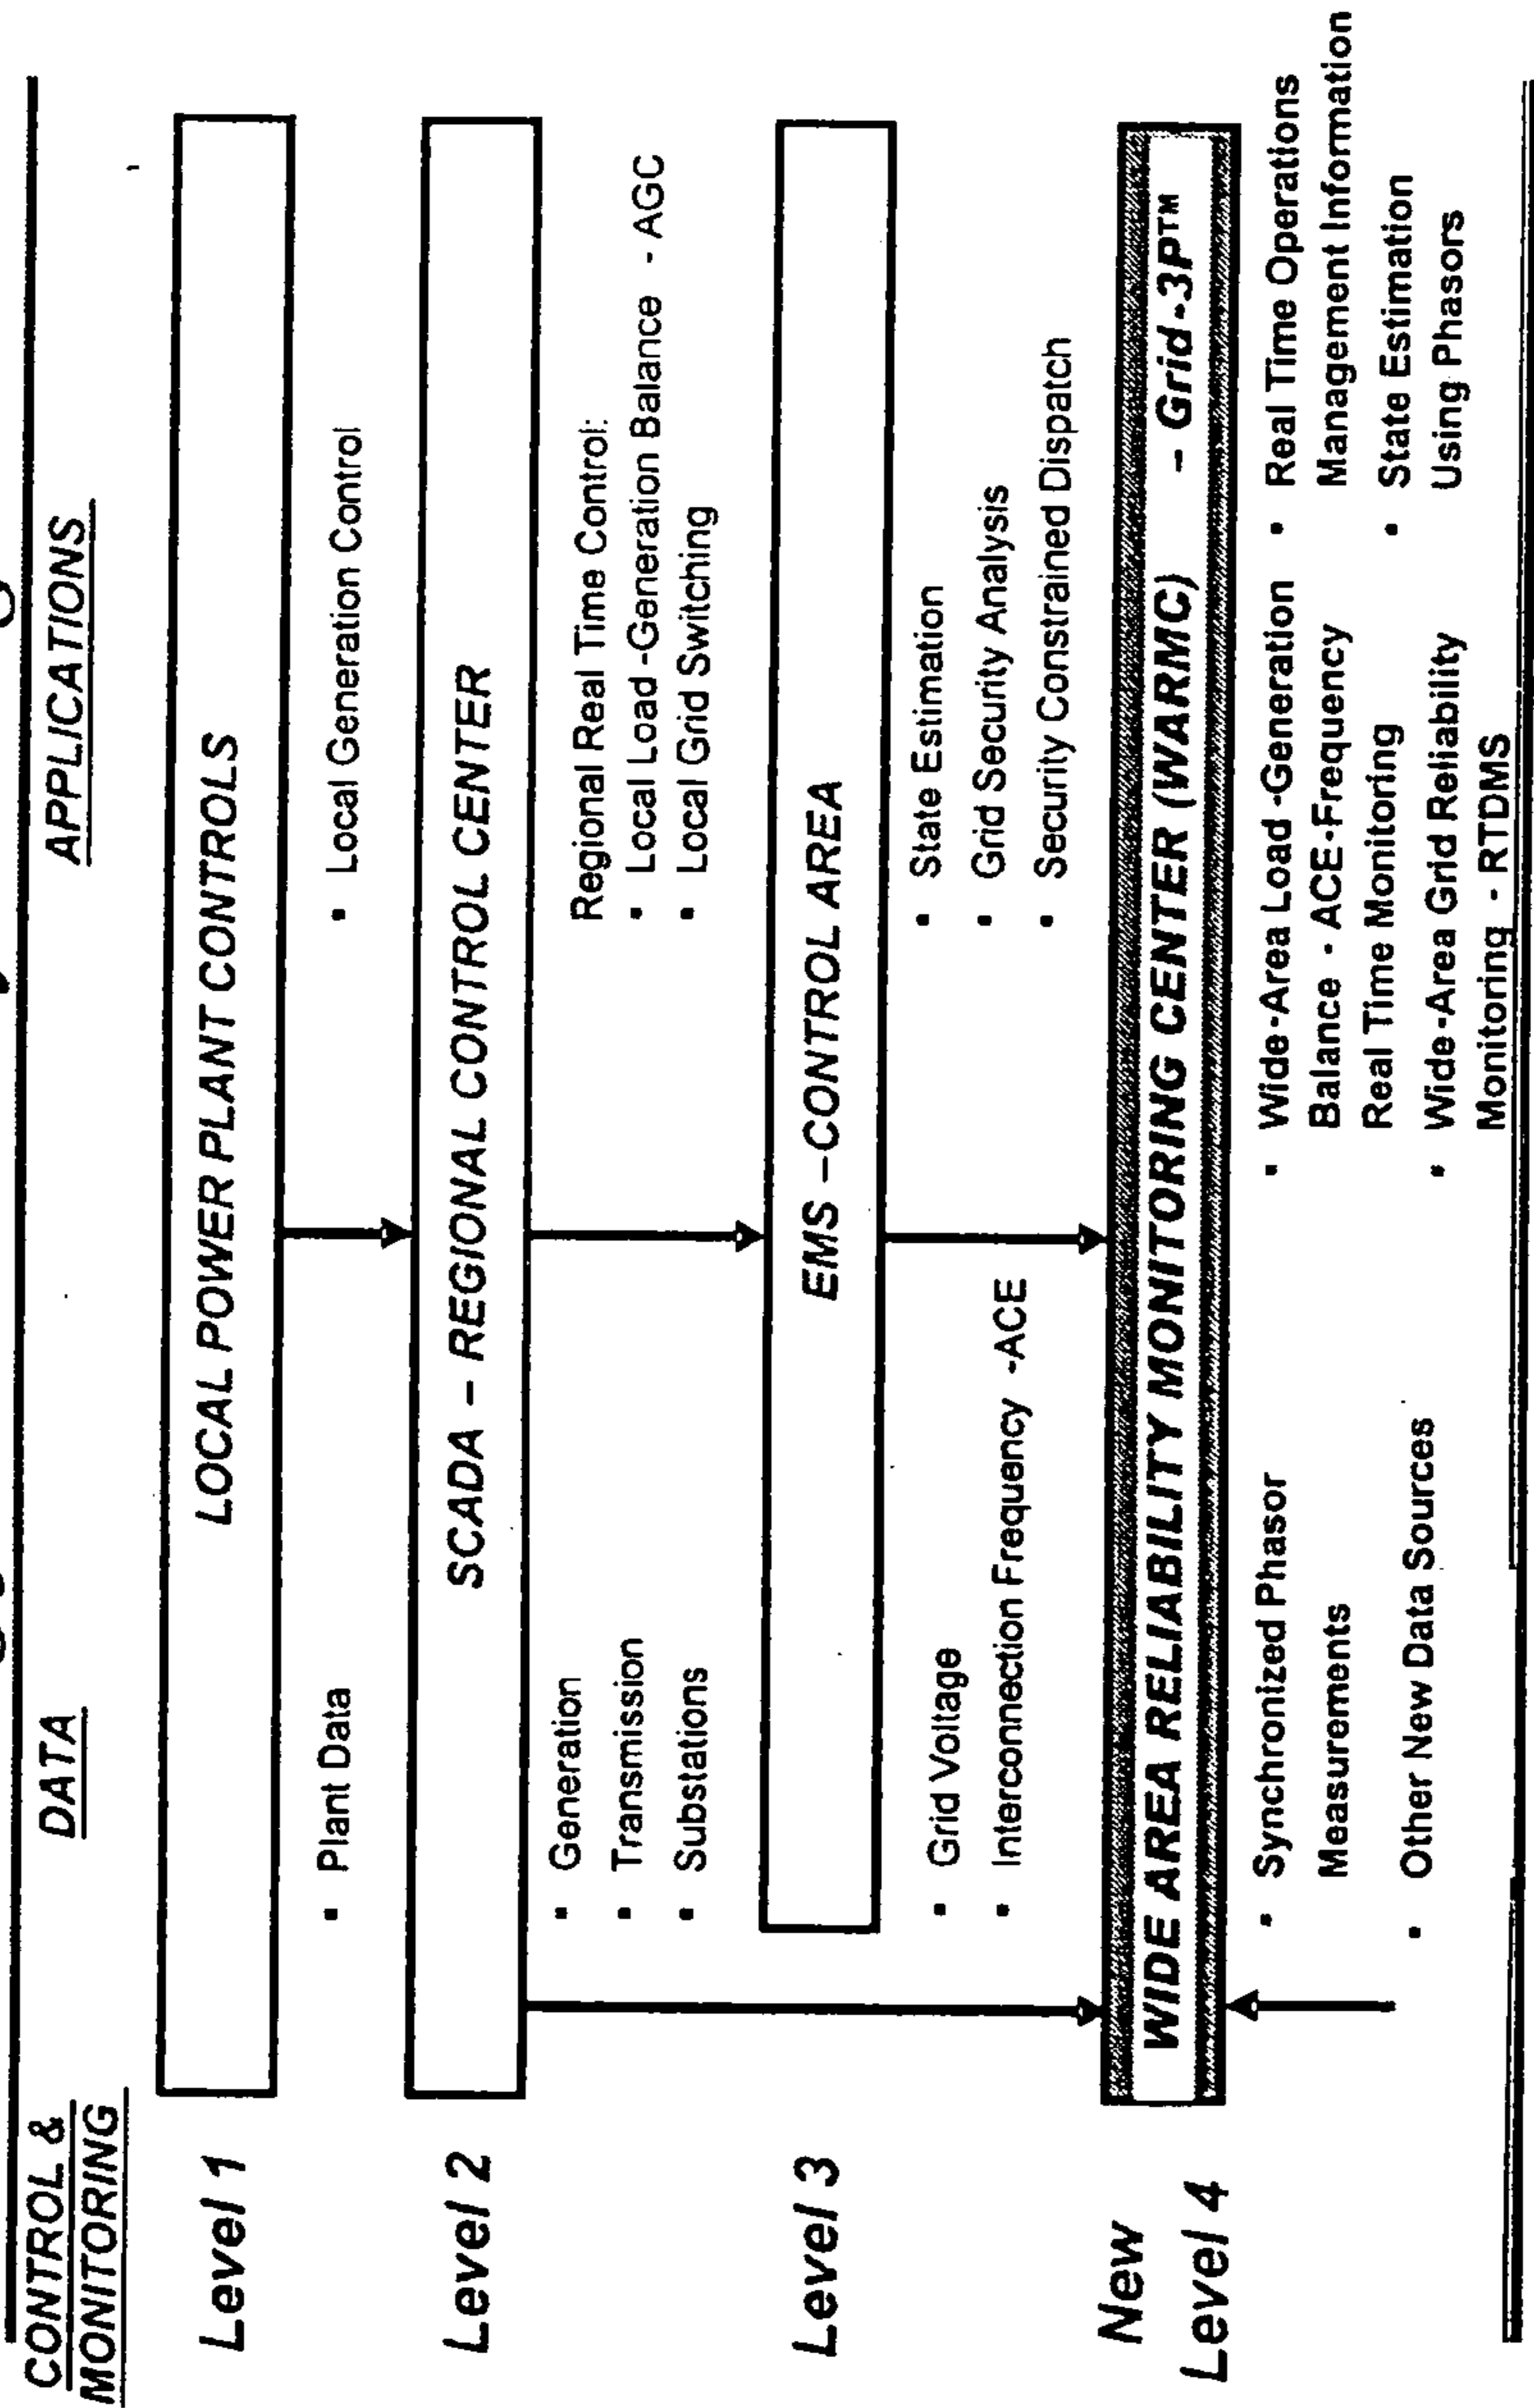 CONTROL &
MONITORING
DATA
APPLICATIONS
Level 1
LOCAL POWER PLANT CONTROLS
▪ Plant Data
▪ Local Generation Control
Level 2
SCADA – REGIONAL CONTROL CENTER
▪ Generation
▪ Transmission
▪ Substations
Regional Real Time Control:
▪ Local Load -Generation Balance - AGC
▪ Local Grid Switching
Level 3
EMS –CONTROL AREA
▪ Grid Voltage
▪ Interconnection Frequency -ACE
▪ State Estimation
▪ Grid Security Analysis
▪ Security Constrained Dispatch
New
Level 4
WIDE AREA RELIABILITY MONITORING CENTER (WARMC) – Grid-3P™
▪ Synchronized Phasor
Measurements
▪ Other New Data Sources
▪ Wide-Area Load -Generation
Balance - ACE-Frequency
Real Time Monitoring
▪ Wide-Area Grid Reliability
Monitoring - RTDMS
▪ Real Time Operations
Management Information
▪ State Estimation
Using Phasors